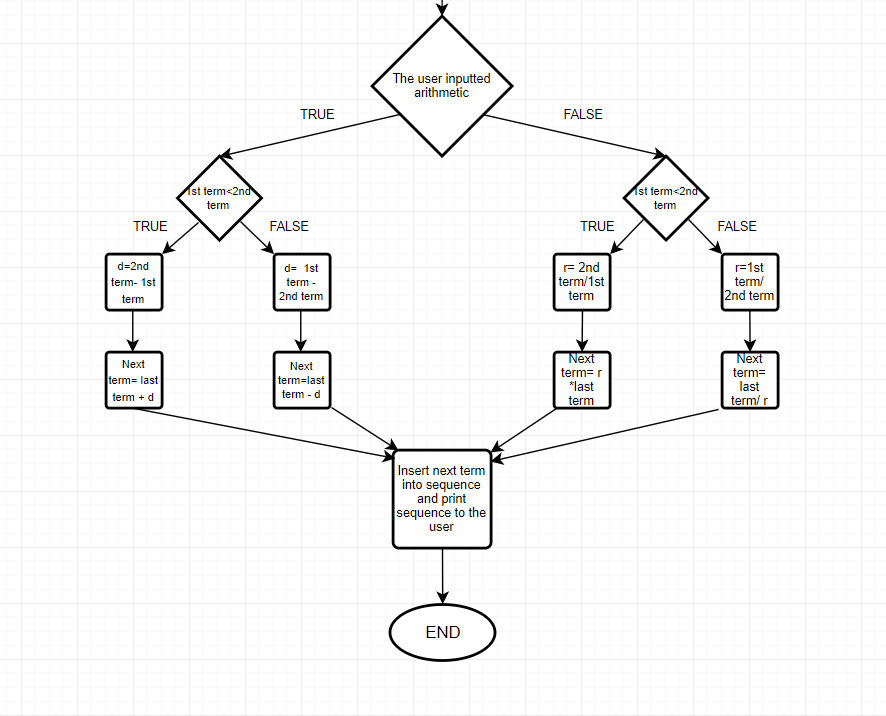 The user inputted
arithmetic
TRUE
FALSE
1st term<2nd
term
1st term<2nd
term
TRUE
FALSE
TRUE
FALSE
d=2nd
term- 1st
term
d= 1st
term -
2nd term
r= 2nd
term/1st
term
r=1st
term/
2nd term
Next
term= last
term + d
Next
term=last
term - d
Next
term= r
*last
term
Next
term=
last
term/ r
Insert next term
into sequence
and print
sequence to the
user
END